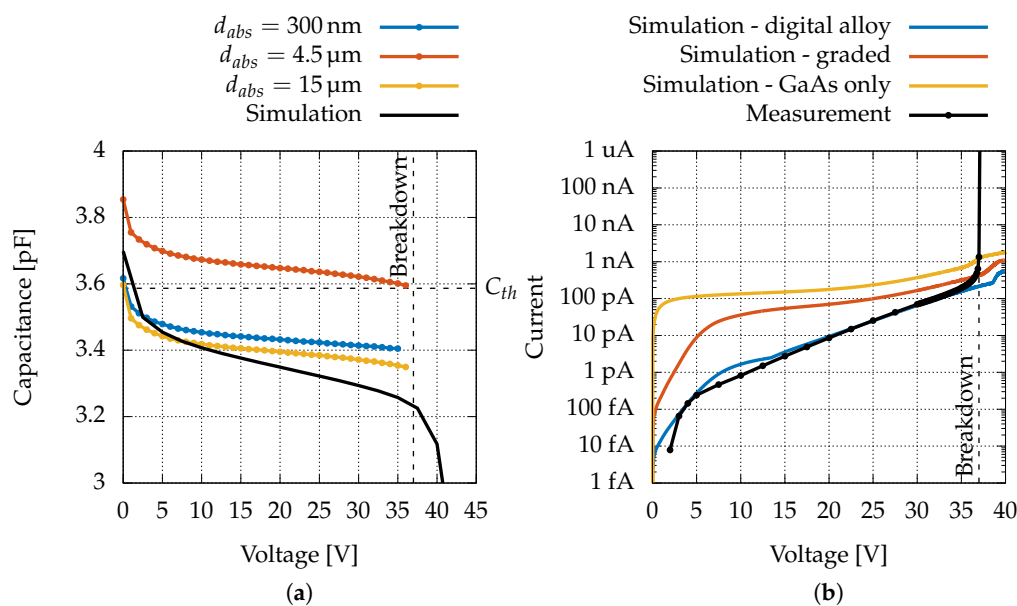 d_abs = 300 nm
d_abs = 4.5 µm
d_abs = 15 µm
Simulation
Capacitance [pF]
4
3.8
3.6
3.4
3.2
3
Breakdown
C_th
0 5 10 15 20 25 30 35 40 45
Voltage [V]
(a)
Simulation - digital alloy
Simulation - graded
Simulation - GaAs only
Measurement
Current
1 uA
100 nA
10 nA
1 nA
100 pA
10 pA
1 pA
100 fA
10 fA
1 fA
Breakdown
0 5 10 15 20 25 30 35 40
Voltage [V]
(b)